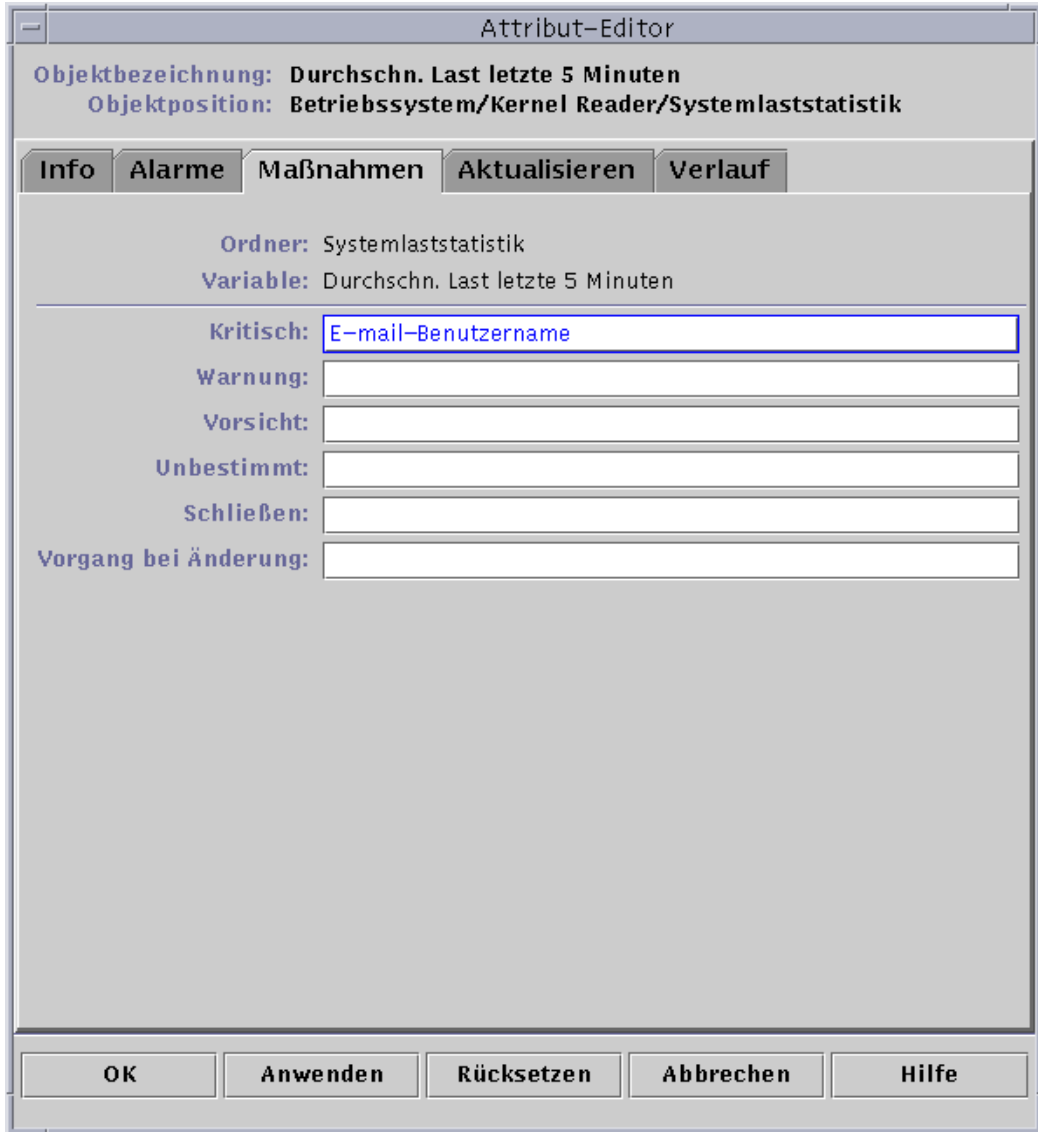 Attribut–Editor
Objektbezeichnung: Durchschn. Last letzte 5 Minuten
Objektposition: Betriebssystem/Kernel Reader/Systemlaststatistik
Info Alarme Maßnahmen Aktualisieren Verlauf
Ordner: Systemlaststatistik
Variable: Durchschn. Last letzte 5 Minuten
Kritisch: E–mail–Benutzername
Warnung:
Vorsicht:
Unbestimmt:
Schließen:
Vorgang bei Änderung:
OK Anwenden Rücksetzen Abbrechen Hilfe